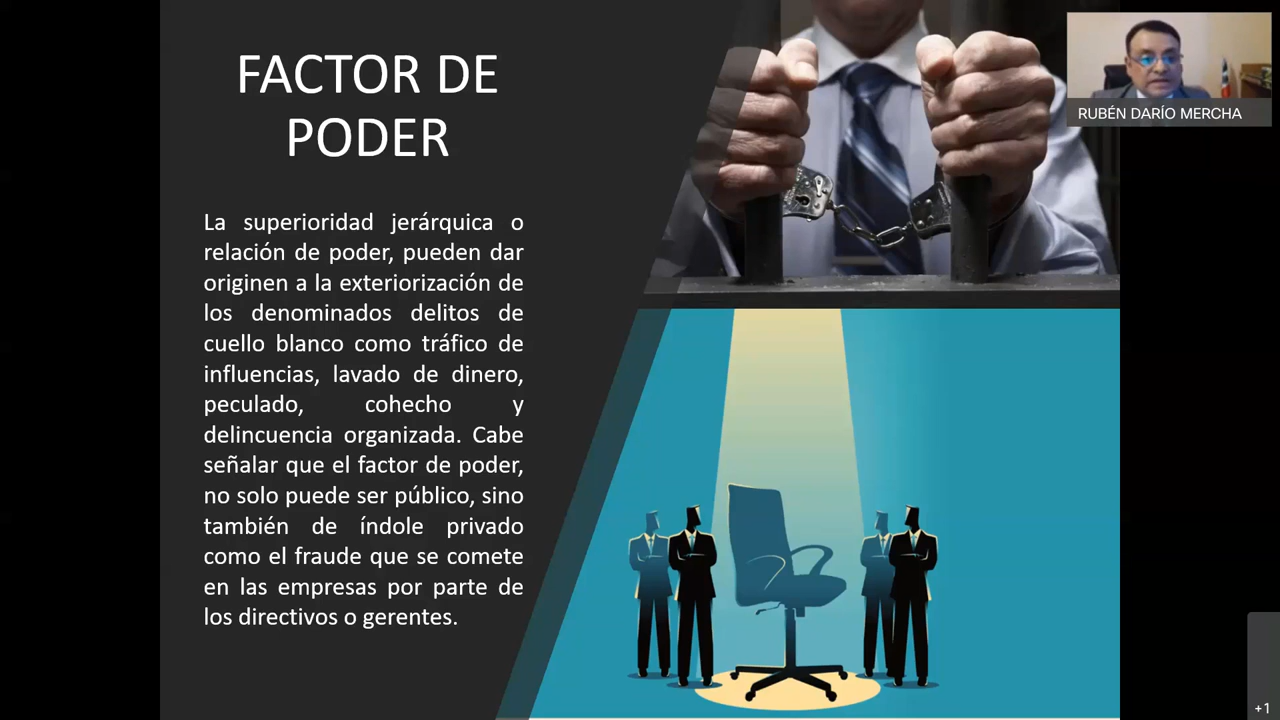 FACTOR DE
PODER
La superioridad jerárquica o
relación de poder, pueden dar
originen a la exteriorización de
los denominados delitos de
cuello blanco como tráfico de
influencias, lavado de dinero,
peculado, cohecho y
delincuencia organizada. Cabe
señalar que el factor de poder,
no solo puede ser público, sino
también de índole privado
como el fraude que se comete
en las empresas por parte de
los directivos o gerentes.
RUBÉN DARÍO MERCHA
+1